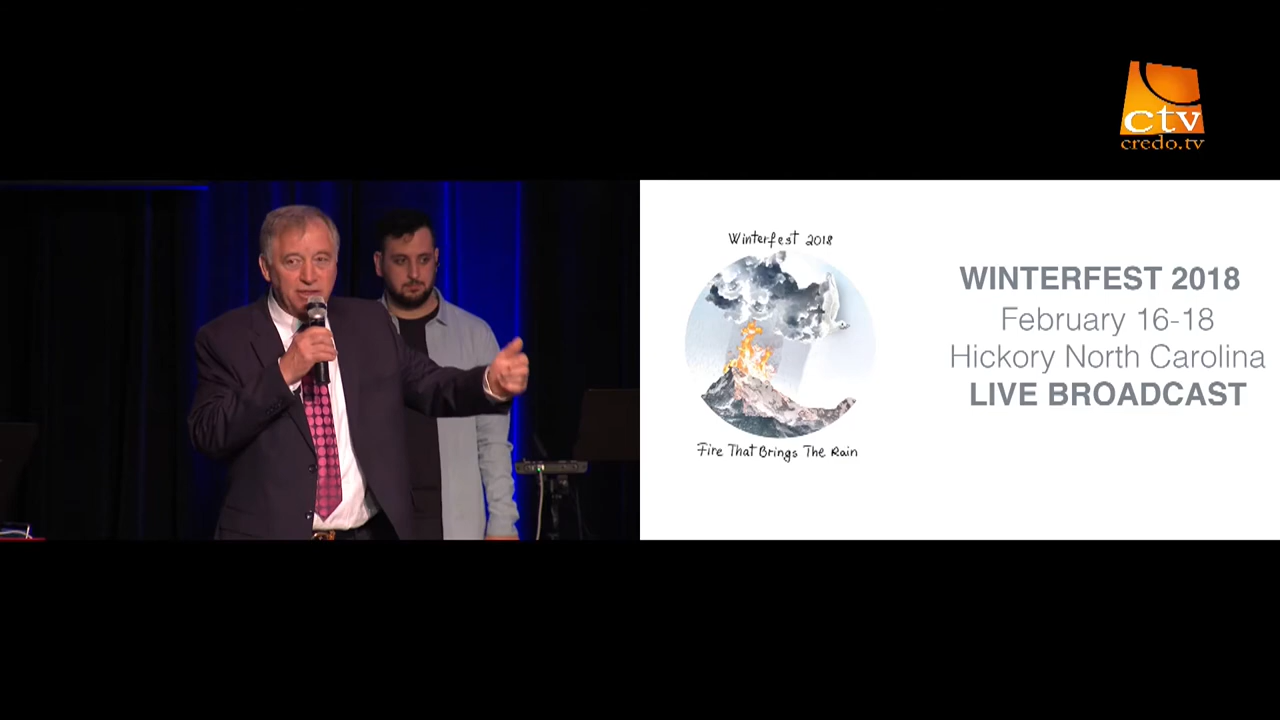 ctv
credo.tv
Winterfest 2018
Fire That Brings The Rain
WINTERFEST 2018
February 16-18
Hickory North Carolina
LIVE BROADCAST